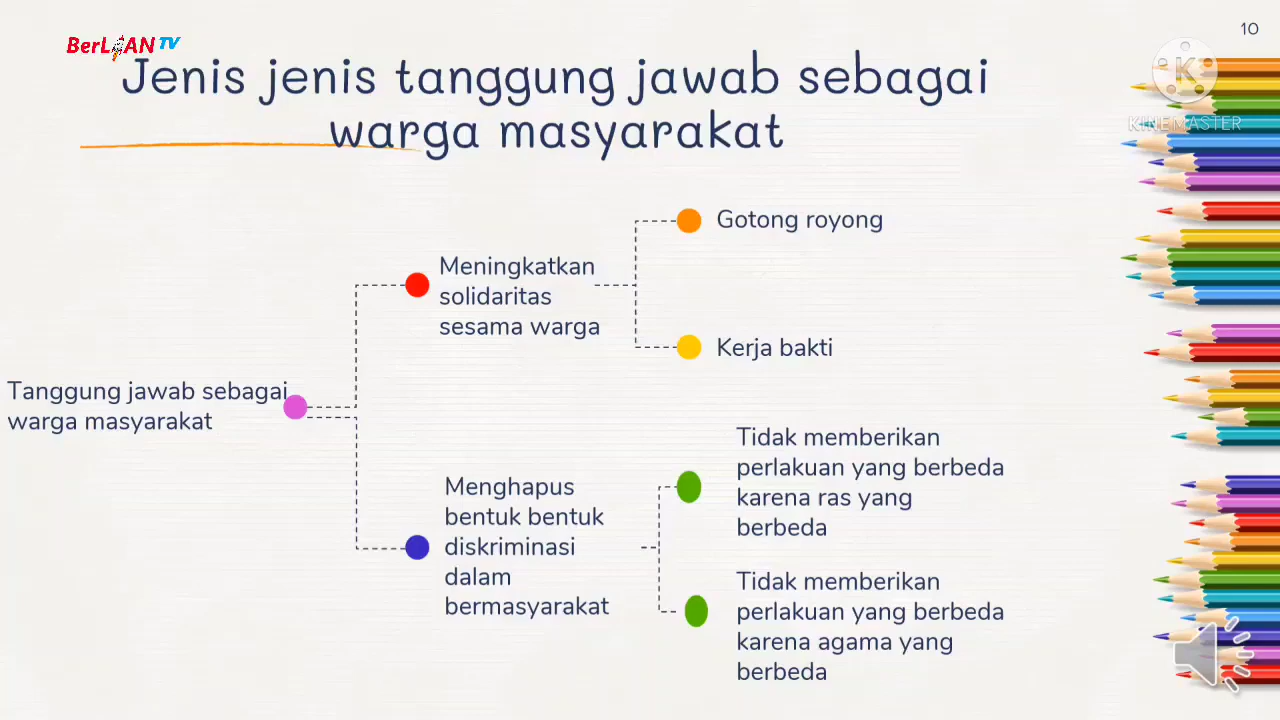 BerLIAN TV
10
Jenis jenis tanggung jawab sebagai
warga masyarakat
KINEMASTER
Tanggung jawab sebagai
warga masyarakat
Meningkatkan
solidaritas
sesama warga
Gotong royong
Kerja bakti
Menghapus
bentuk bentuk
diskriminasi
dalam
bermasyarakat
Tidak memberikan
perlakuan yang berbeda
karena ras yang
berbeda
Tidak memberikan
perlakuan yang berbeda
karena agama yang
berbeda